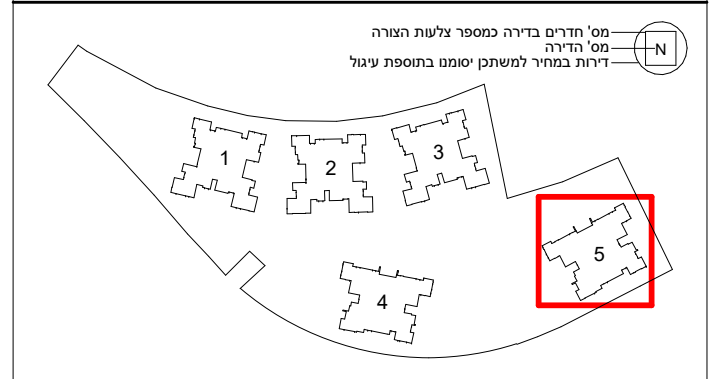 מס' חדרים בדירה כמספר צלעות הצורה
מס' הדירה
דירות במחיר למשתכן יסומנו בתוספת עיגול
N
1
2
3
4
5